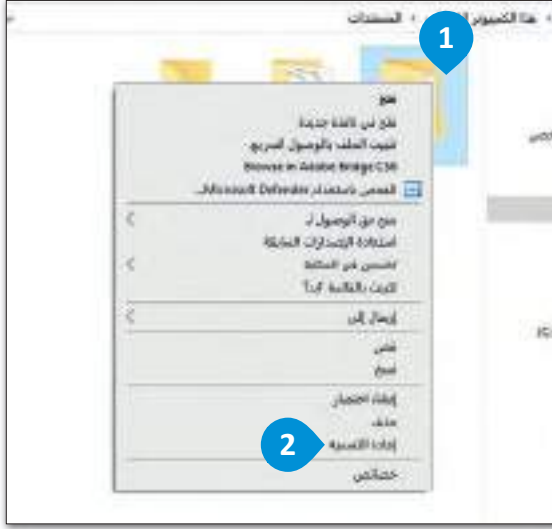 هذا الكمبيوتر › المستندات
1
فتح
فتح في نافذة جديدة
تثبيت الملف بالوصول السريع
Browse in Adobe Bridge CS6
الفحص باستخدام Microsoft Defender...
منح حق الوصول لـ
استعادة الإصدارات السابقة
تضمين في المكتبة
تثبيت بالقائمة "ابدأ"
إرسال إلى
قص
نسخ
إنشاء اختصار
حذف
2 إعادة التسمية
خصائص